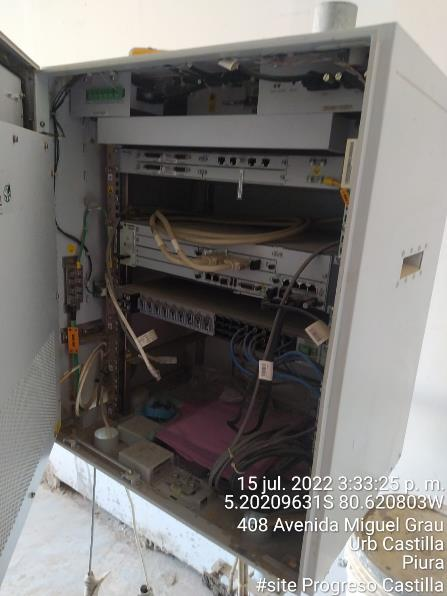 15 jul. 2022 3:33:25 p. m.
5.20209631S 80.620803W
408 Avenida Miguel Grau
Urb Castilla
Piura
#site Progreso Castilla